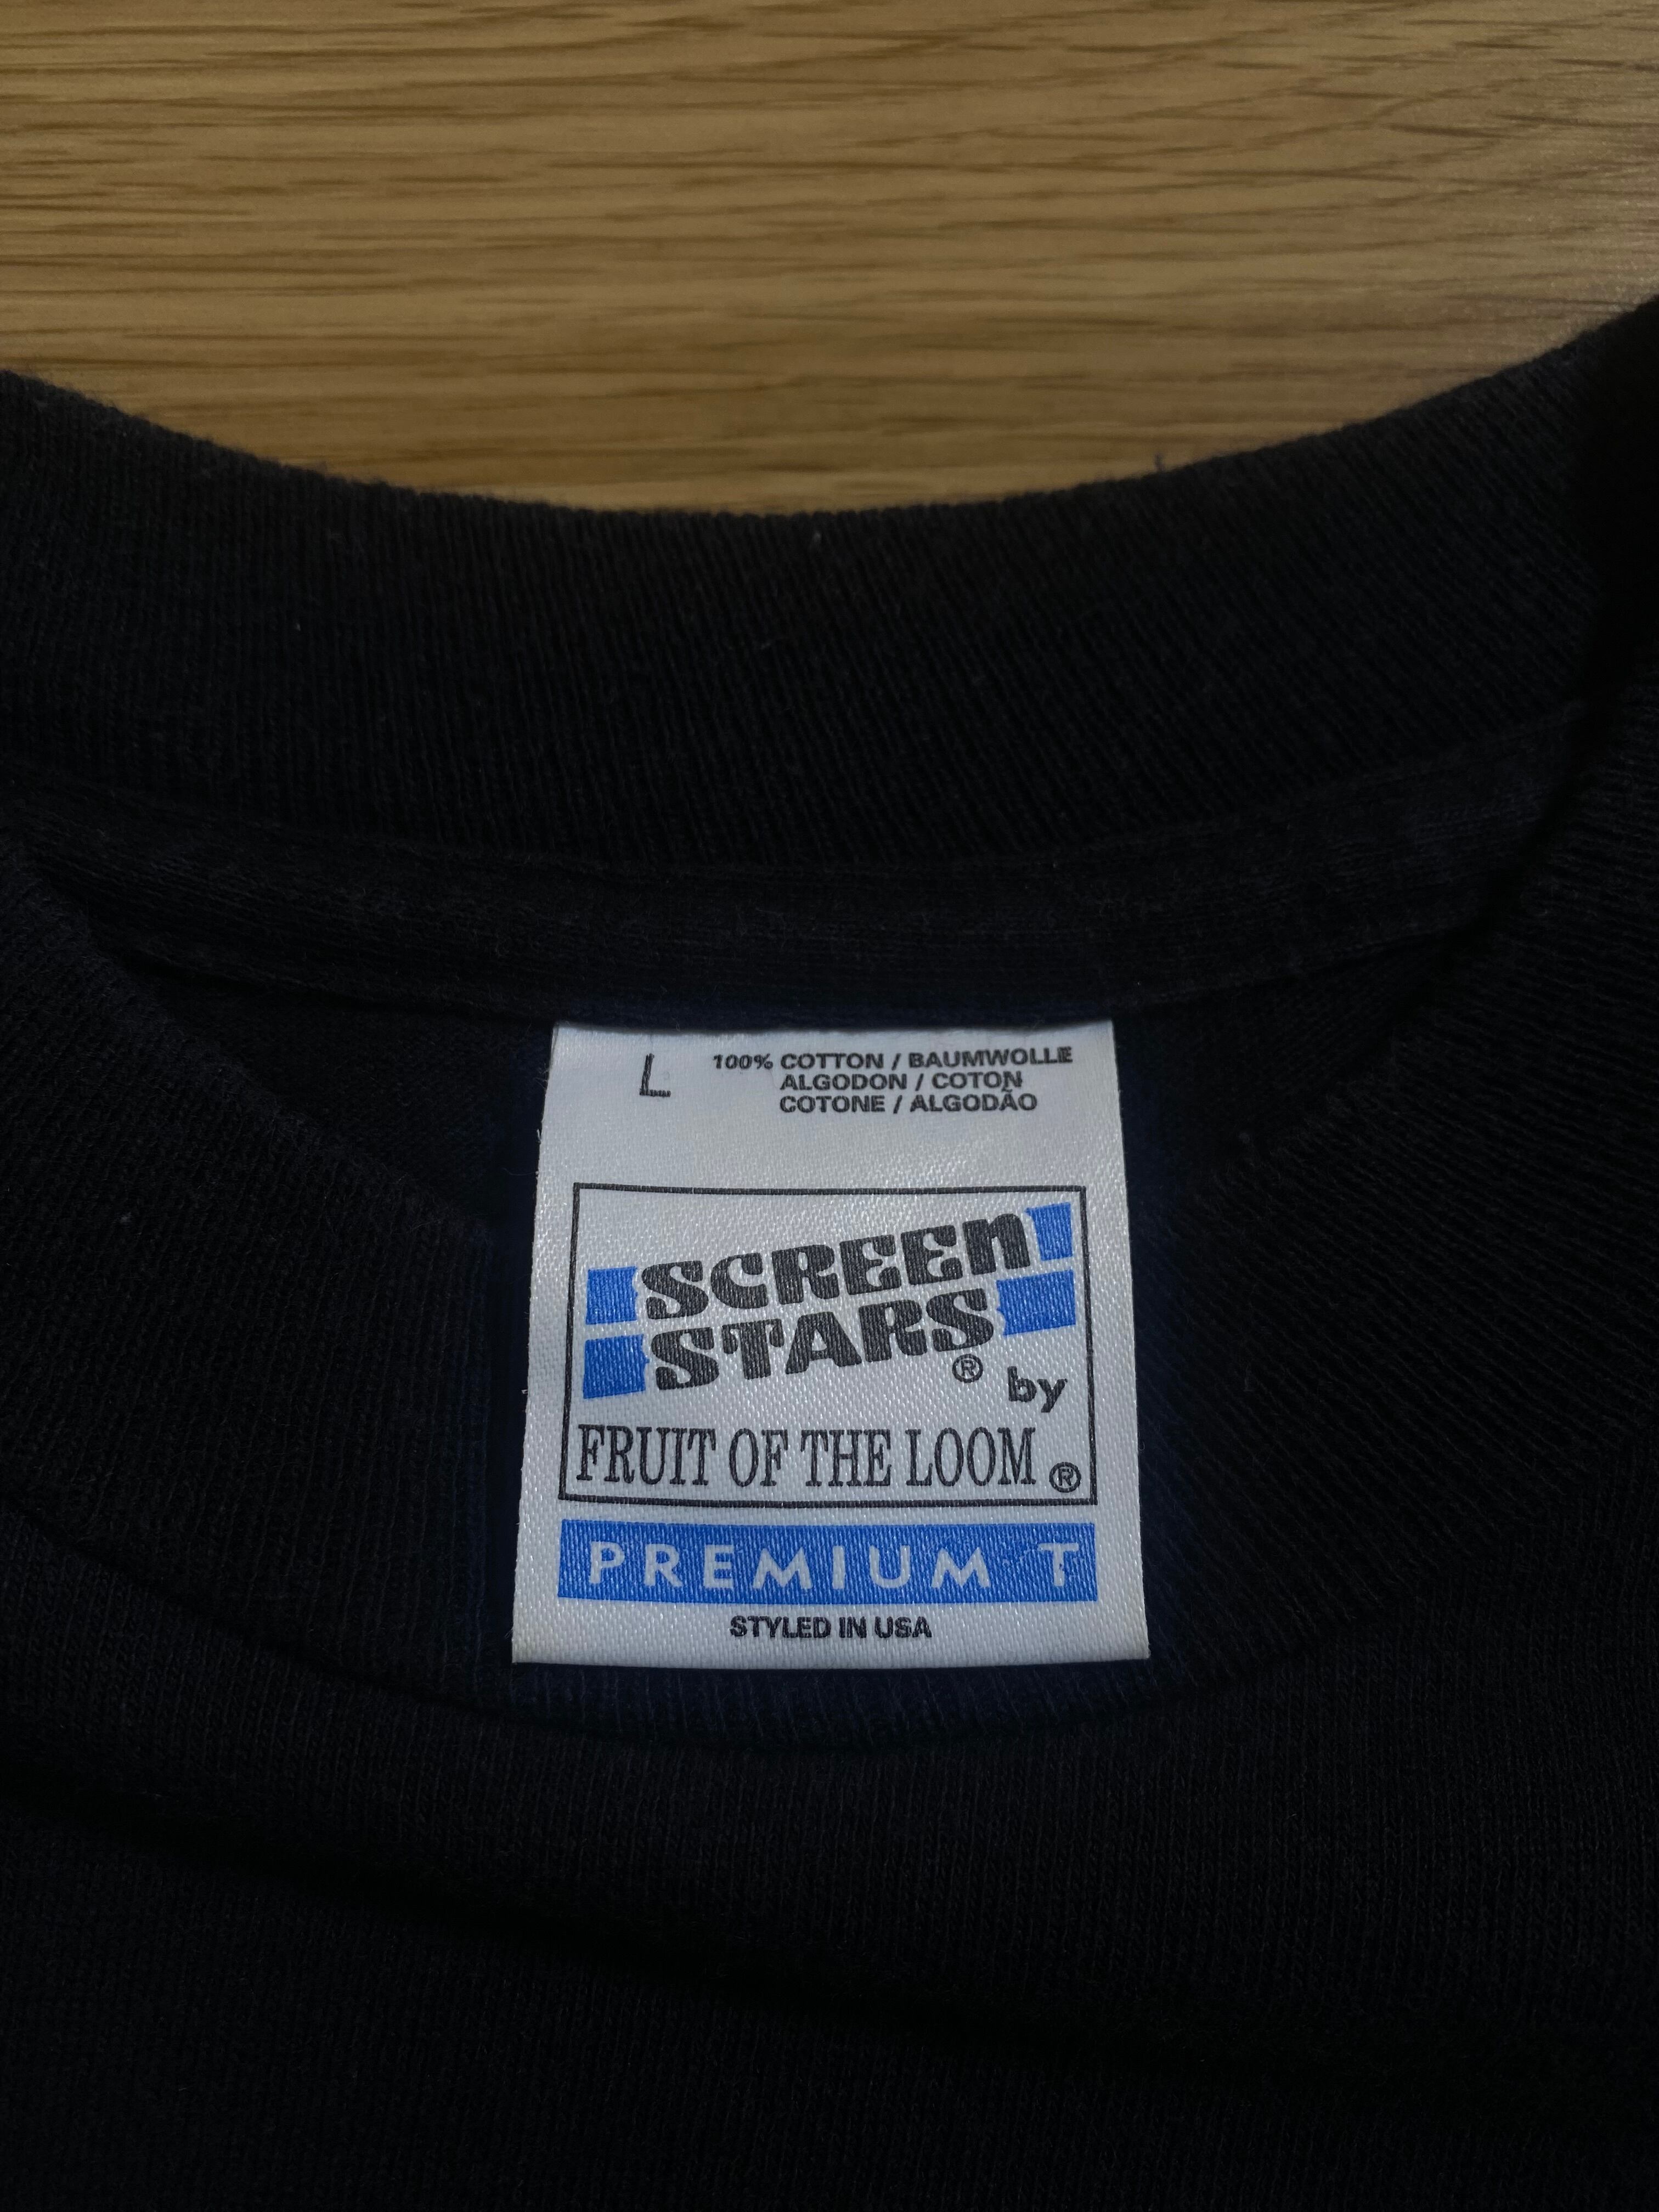 L
100% COTTON / BAUMWOLLE
ALGODON / COTON
COTONE / ALGODÃO
SCREEN
STARS®
by
FRUIT OF THE LOOM®
PREMIUM T
STYLED IN USA